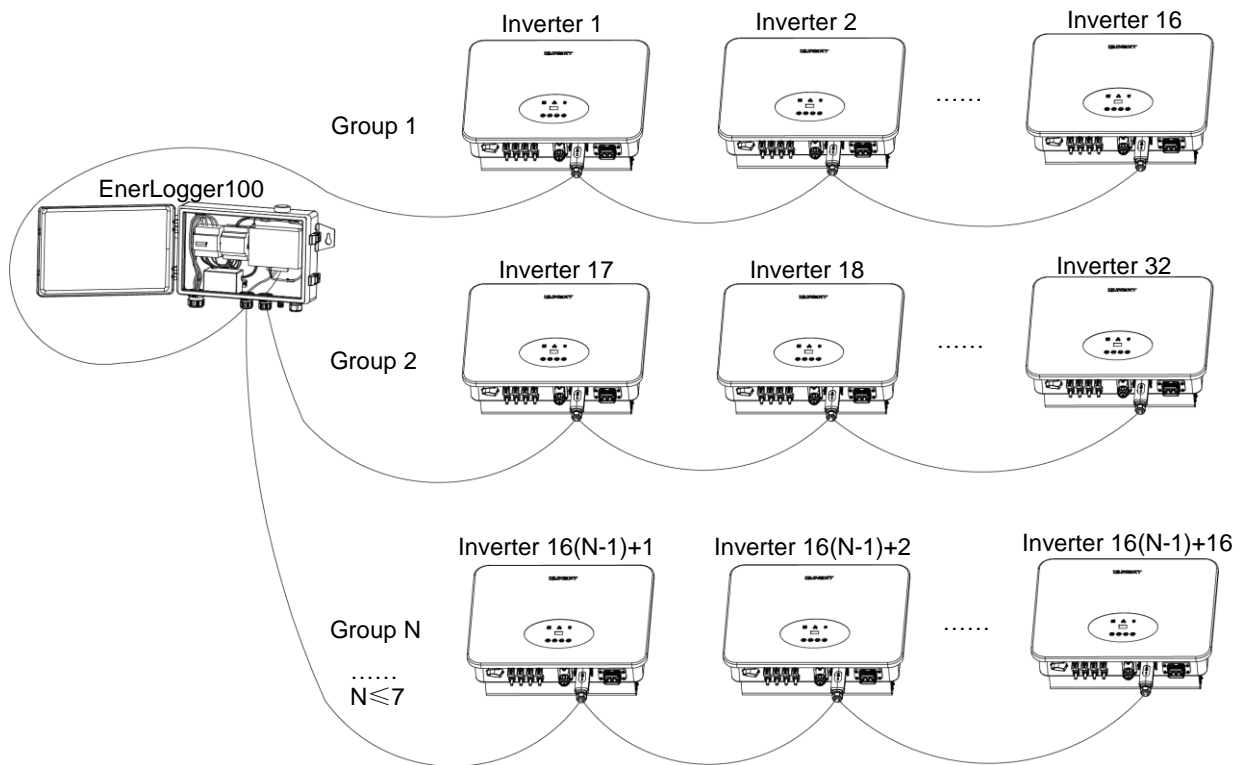 Inverter 1 Inverter 2 Inverter 16
......
Group 1
EnerLogger100
Inverter 17 Inverter 18 Inverter 32
......
Group 2
Inverter 16(N-1)+1 Inverter 16(N-1)+2 Inverter 16(N-1)+16
Group N ......
......
N≤7